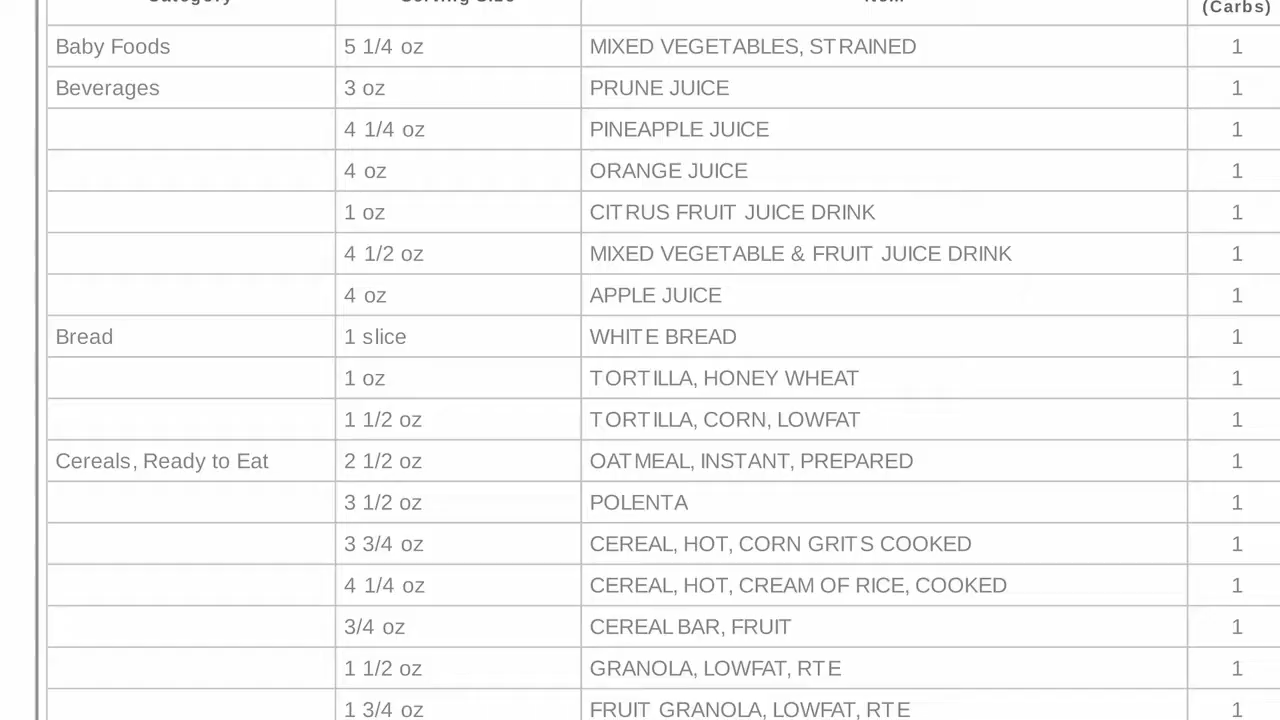 (Carbs)
Baby Foods 5 1/4 oz MIXED VEGETABLES, STRAINED 1
Beverages 3 oz PRUNE JUICE 1
4 1/4 oz PINEAPPLE JUICE 1
4 oz ORANGE JUICE 1
1 oz CITRUS FRUIT JUICE DRINK 1
4 1/2 oz MIXED VEGETABLE & FRUIT JUICE DRINK 1
4 oz APPLE JUICE 1
Bread 1 slice WHITE BREAD 1
1 oz TORTILLA, HONEY WHEAT 1
1 1/2 oz TORTILLA, CORN, LOWFAT 1
Cereals, Ready to Eat 2 1/2 oz OATMEAL, INSTANT, PREPARED 1
3 1/2 oz POLENTA 1
3 3/4 oz CEREAL, HOT, CORN GRITS COOKED 1
4 1/4 oz CEREAL, HOT, CREAM OF RICE, COOKED 1
3/4 oz CEREAL BAR, FRUIT 1
1 1/2 oz GRANOLA, LOWFAT, RTE 1
1 3/4 oz FRUIT GRANOLA, LOWFAT, RTE 1